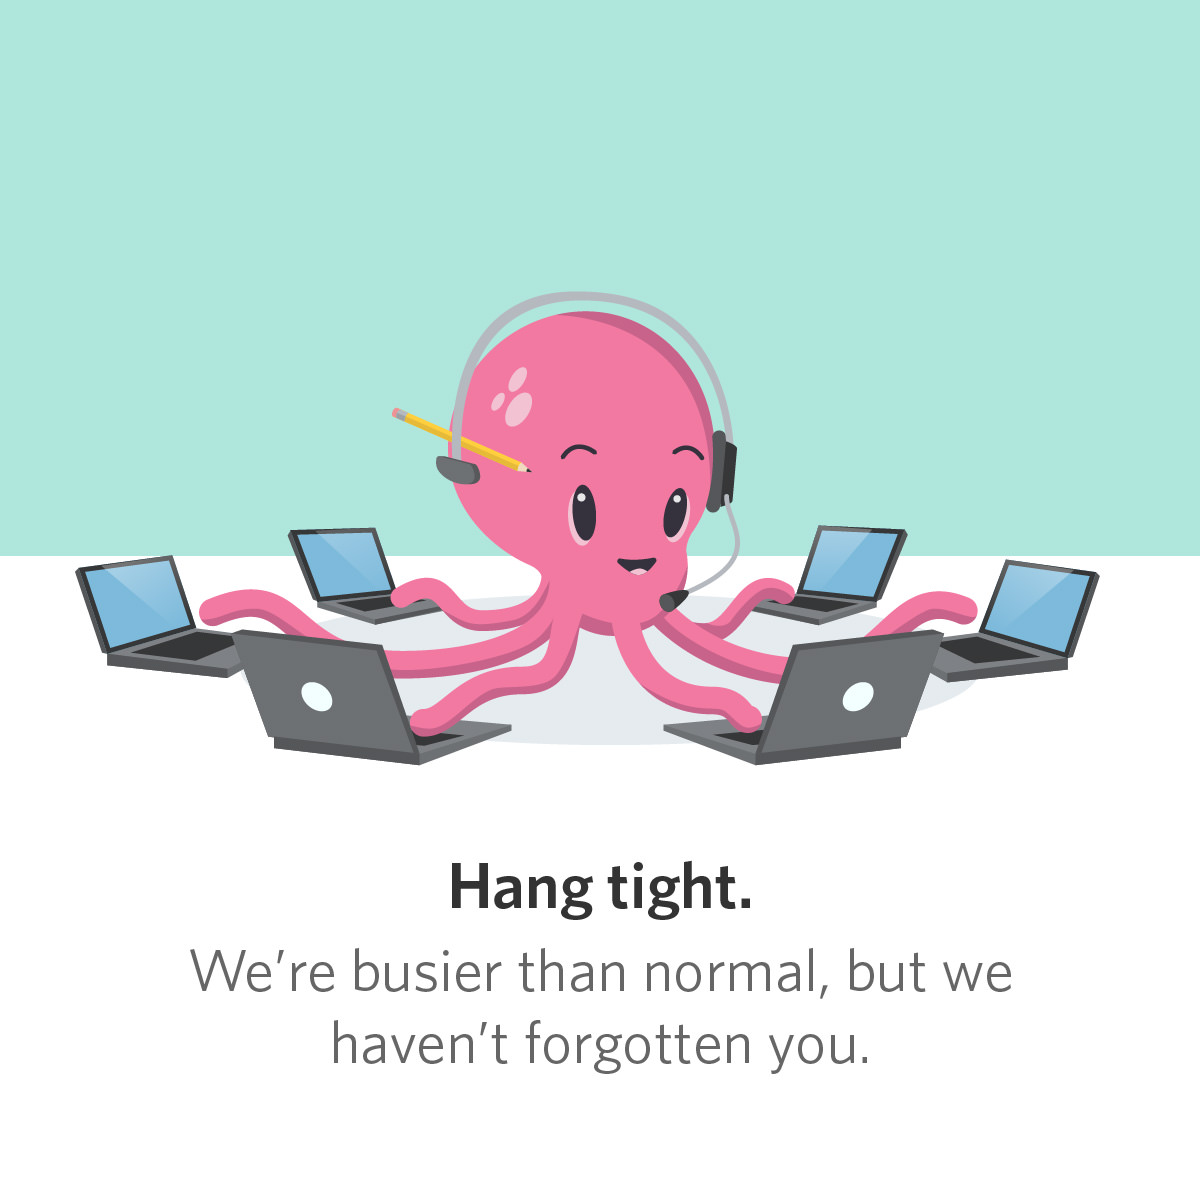 Hang tight.
We’re busier than normal, but we
haven’t forgotten you.